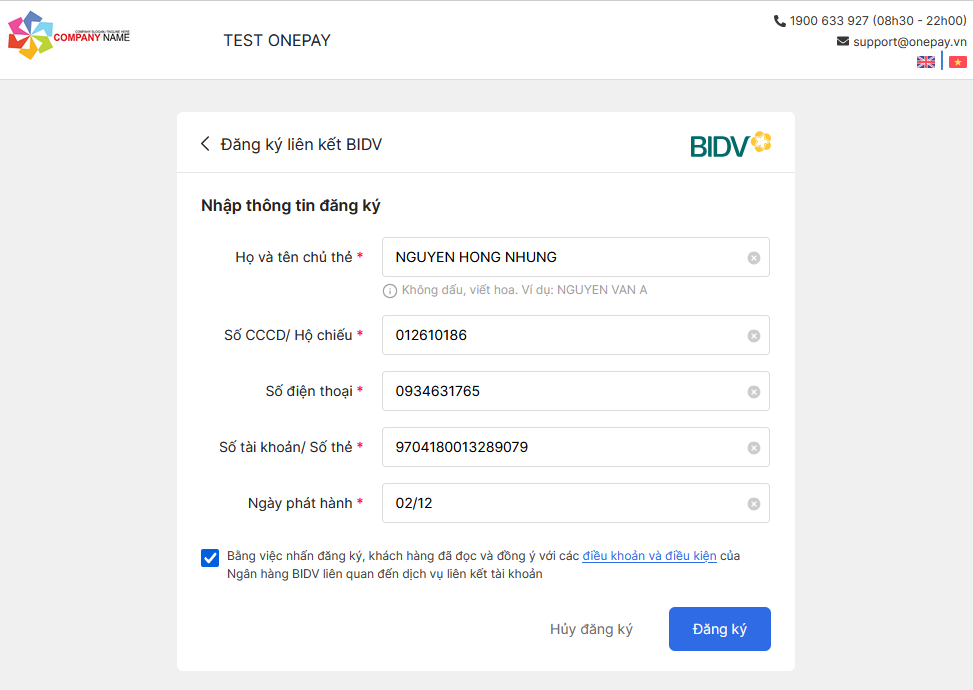 COMPANY SLOGAN / TAGLINE HERE
COMPANY NAME
TEST ONEPAY
1900 633 927 (08h30 - 22h00)
support@onepay.vn
Đăng ký liên kết BIDV
BIDV
Nhập thông tin đăng ký
Họ và tên chủ thẻ * NGUYEN HONG NHUNG
Không dấu, viết hoa. Ví dụ: NGUYEN VAN A
Số CCCD/ Hộ chiếu * 012610186
Số điện thoại * 0934631765
Số tài khoản/ Số thẻ * 9704180013289079
Ngày phát hành * 02/12
Bằng việc nhấn đăng ký, khách hàng đã đọc và đồng ý với các điều khoản và điều kiện của
Ngân hàng BIDV liên quan đến dịch vụ liên kết tài khoản
Hủy đăng ký
Đăng ký